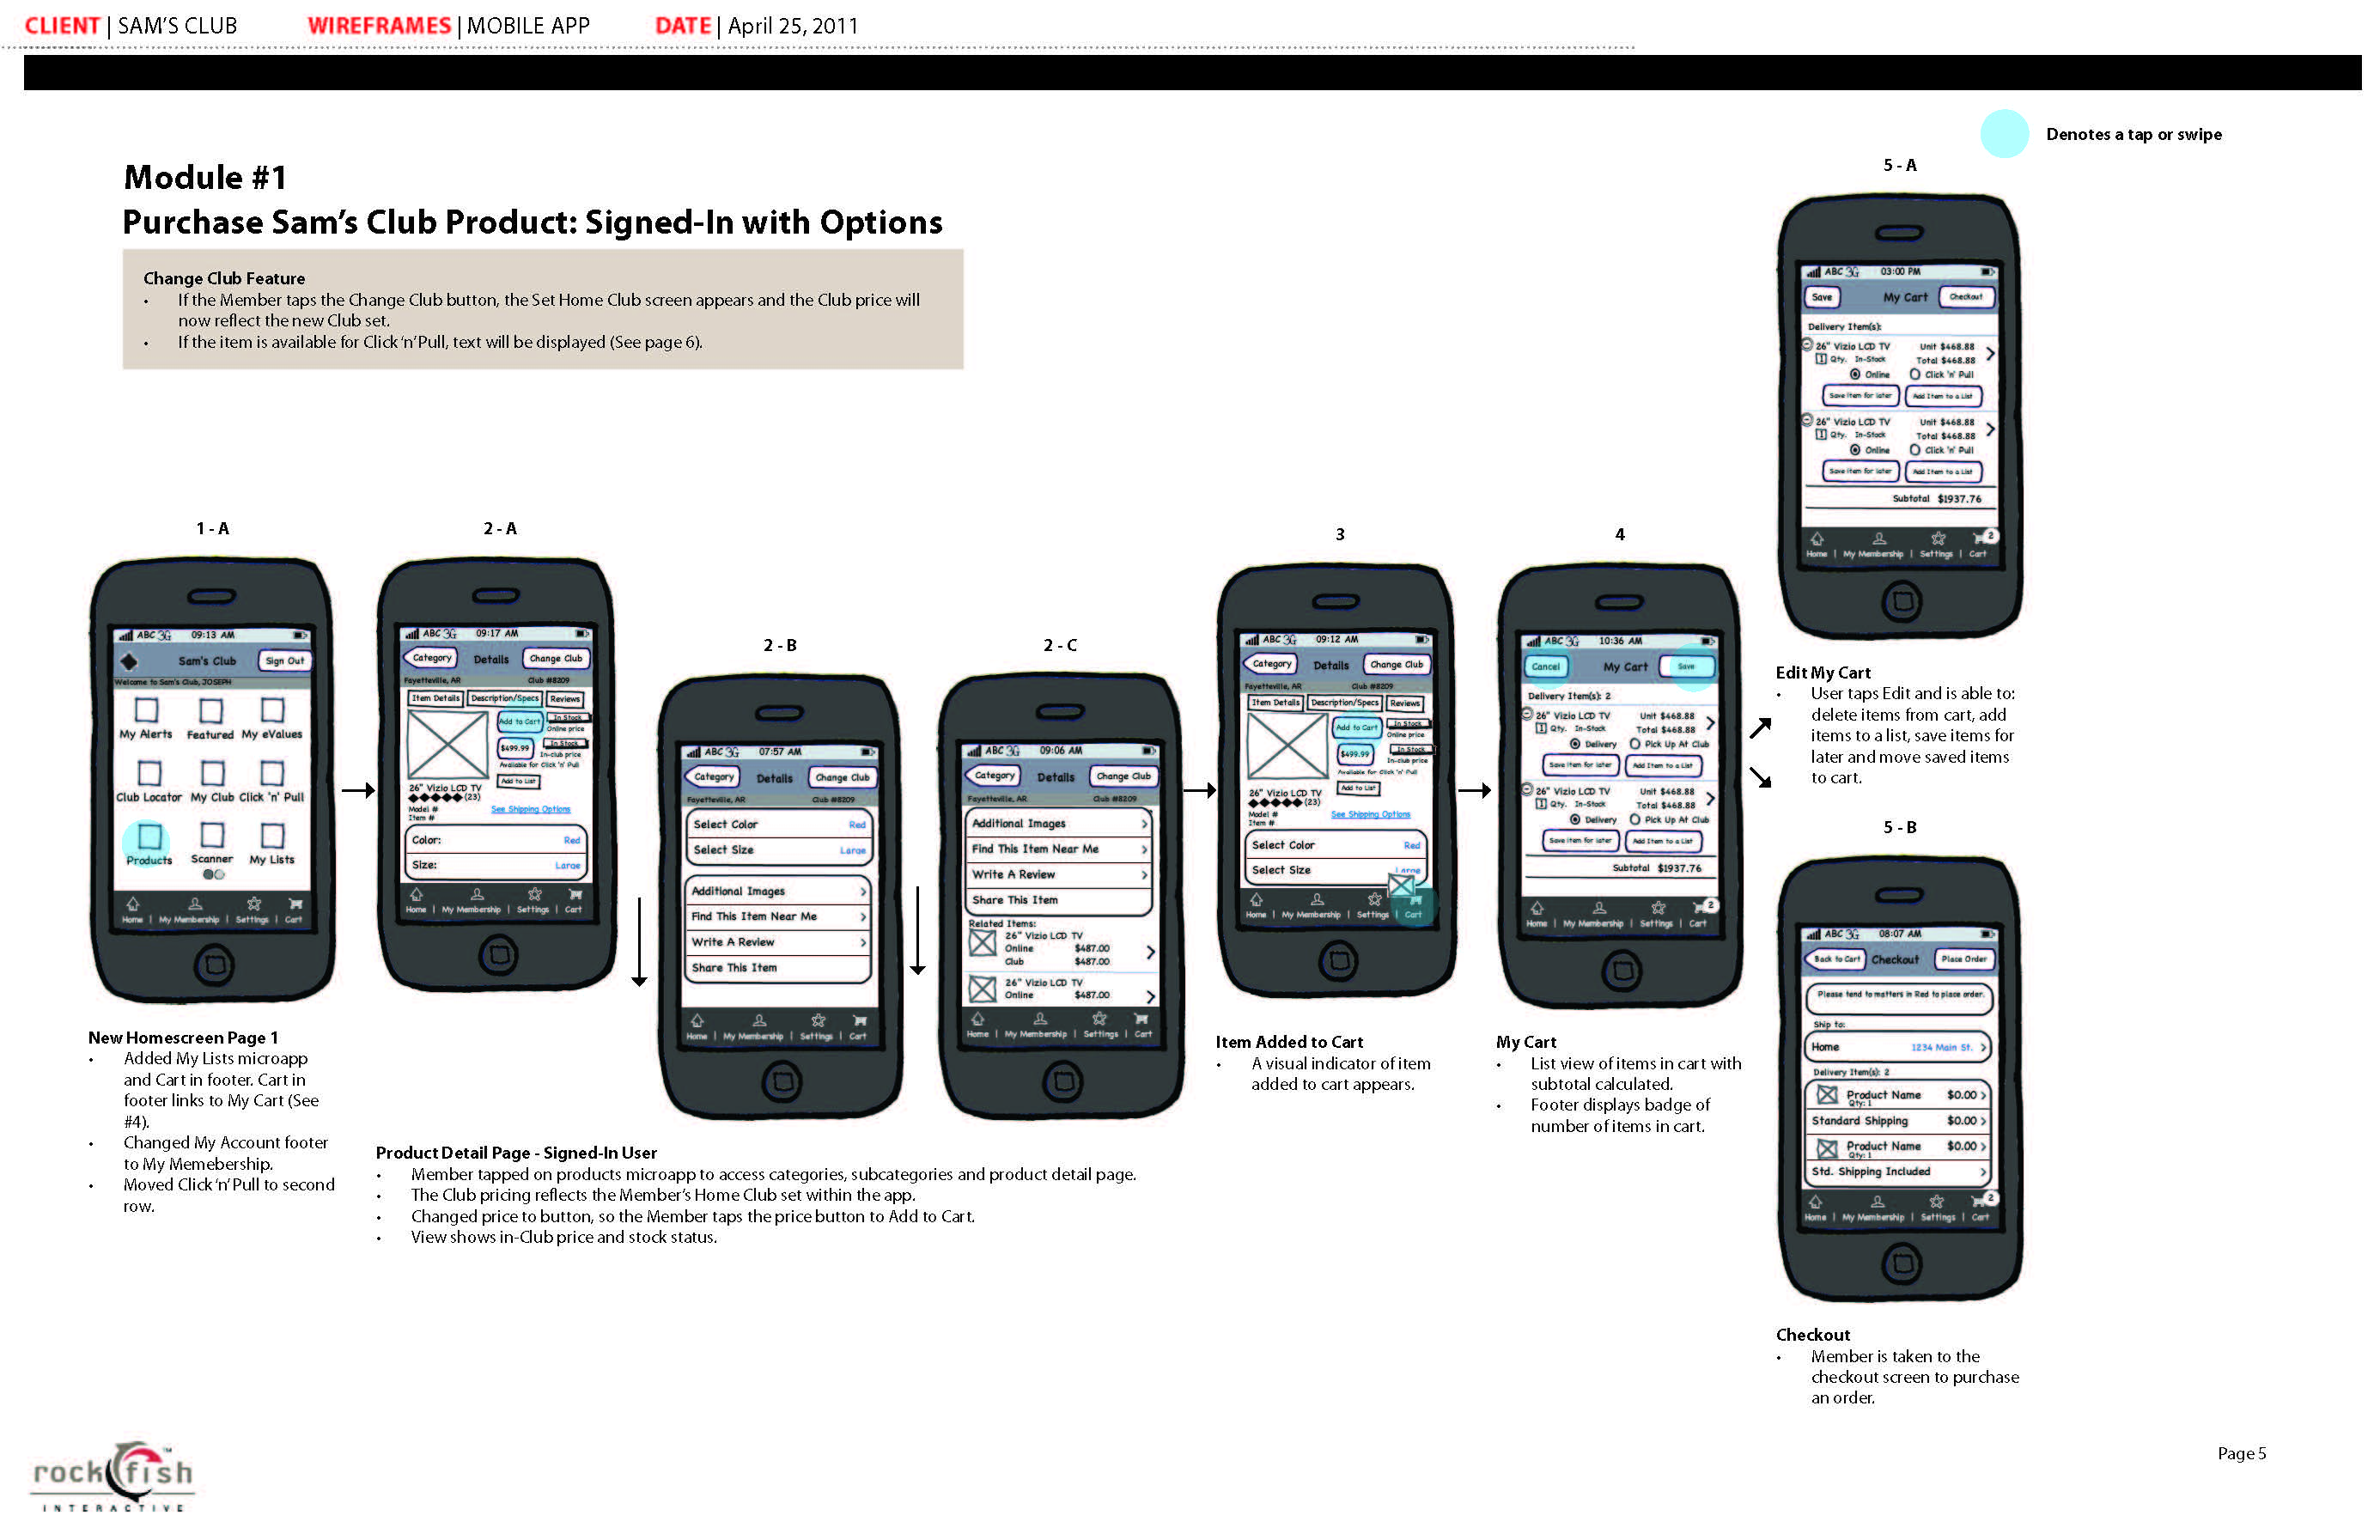 CLIENT | SAM'S CLUB WIREFRAMES | MOBILE APP DATE | April 25, 2011
Denotes a tap or swipe
Module #1
Purchase Sam's Club Product: Signed-In with Options
Change Club Feature
• If the Member taps the Change Club button, the Set Home Club screen appears and the Club price will
now reflect the new Club set.
• If the item is available for Click 'n' Pull, text will be displayed (See page 6).
1 - A
ABC 3G 09:13 AM
Sam's Club Sign Out
Welcome to Sam's Club, JOSEPH
My Alerts Featured My eValues
Club Locator My Club Click 'n' Pull
Products Scanner My Lists
Home | My Membership | Settings | Cart
New Homescreen Page 1
• Added My Lists microapp
and Cart in footer. Cart in
footer links to My Cart (See
#4).
• Changed My Account footer
to My Memebership.
• Moved Click 'n' Pull to second
row.
2 - A
ABC 3G 09:17 AM
Category Details Change Club
Fayetteville, AR Club #8209
Item Details Description/Specs Reviews
Add to Cart In Stock
Online price
$499.99 In Stock
In-club price
Available for Click 'n' Pull
Add to List
26" Vizio LCD TV
(23)
Model #
See Shipping Options
Item #
Color: Red
Size: Large
Home | My Membership | Settings | Cart
2 - B
ABC 3G 07:57 AM
Category Details Change Club
Fayetteville, AR Club #8209
Select Color Red
Select Size Large
Additional Images >
Find This Item Near Me >
Write A Review >
Share This Item
Home | My Membership | Settings | Cart
2 - C
ABC 3G 09:06 AM
Category Details Change Club
Fayetteville, AR Club #8209
Additional Images >
Find This Item Near Me >
Write A Review >
Share This Item
Related Items:
26" Vizio LCD TV
Online $487.00
Club $487.00
26" Vizio LCD TV
Online $487.00
Home | My Membership | Settings | Cart
Product Detail Page - Signed-In User
• Member tapped on products microapp to access categories, subcategories and product detail page.
• The Club pricing reflects the Member's Home Club set within the app.
• Changed price to button, so the Member taps the price button to Add to Cart.
• View shows in-Club price and stock status.
3
ABC 3G 09:12 AM
Category Details Change Club
Fayetteville, AR Club #8209
Item Details Description/Specs Reviews
Add to Cart In Stock
Online price
$499.99 In Stock
In-club price
Available for Click 'n' Pull
Add to List
26" Vizio LCD TV
(23)
Model #
See Shipping Options
Item #
Select Color Red
Select Size Large
Home | My Membership | Settings | Cart
Item Added to Cart
• A visual indicator of item
added to cart appears.
4
ABC 3G 10:36 AM
Cancel My Cart Save
Delivery Item(s): 2
26" Vizio LCD TV Unit $468.88
1 Qty. In-Stock Total $468.88
Delivery Pick Up At Club
Save Item for later Add Item to a List
26" Vizio LCD TV Unit $468.88
1 Qty. In-Stock Total $468.88
Delivery Pick Up At Club
Save Item for later Add Item to a List
Subtotal $1937.76
2
Home | My Membership | Settings | Cart
My Cart
• List view of items in cart with
subtotal calculated.
• Footer displays badge of
number of items in cart.
5 - A
ABC 3G 03:00 PM
Save My Cart Checkout
Delivery Item(s):
26" Vizio LCD TV Unit $468.88
1 Qty. In-Stock Total $468.88
Online Click 'n' Pull
Save Item for later Add Item to a List
26" Vizio LCD TV Unit $468.88
1 Qty. In-Stock Total $468.88
Online Click 'n' Pull
Save Item for later Add Item to a List
Subtotal $1937.76
2
Home | My Membership | Settings | Cart
Edit My Cart
• User taps Edit and is able to:
delete items from cart, add
items to a list, save items for
later and move saved items
to cart.
5 - B
ABC 3G 08:07 AM
Back to Cart Checkout Place Order
Please tend to matters in Red to place order.
Ship to:
Home 1234 Main St. >
Delivery Item(s): 2
Product Name $0.00 >
Qty: 1
Standard Shipping $0.00 >
Product Name $0.00 >
Qty: 1
Std. Shipping Included >
2
Home | My Membership | Settings | Cart
Checkout
• Member is taken to the
checkout screen to purchase
an order.
rockfish™
INTERACTIVE
Page 5